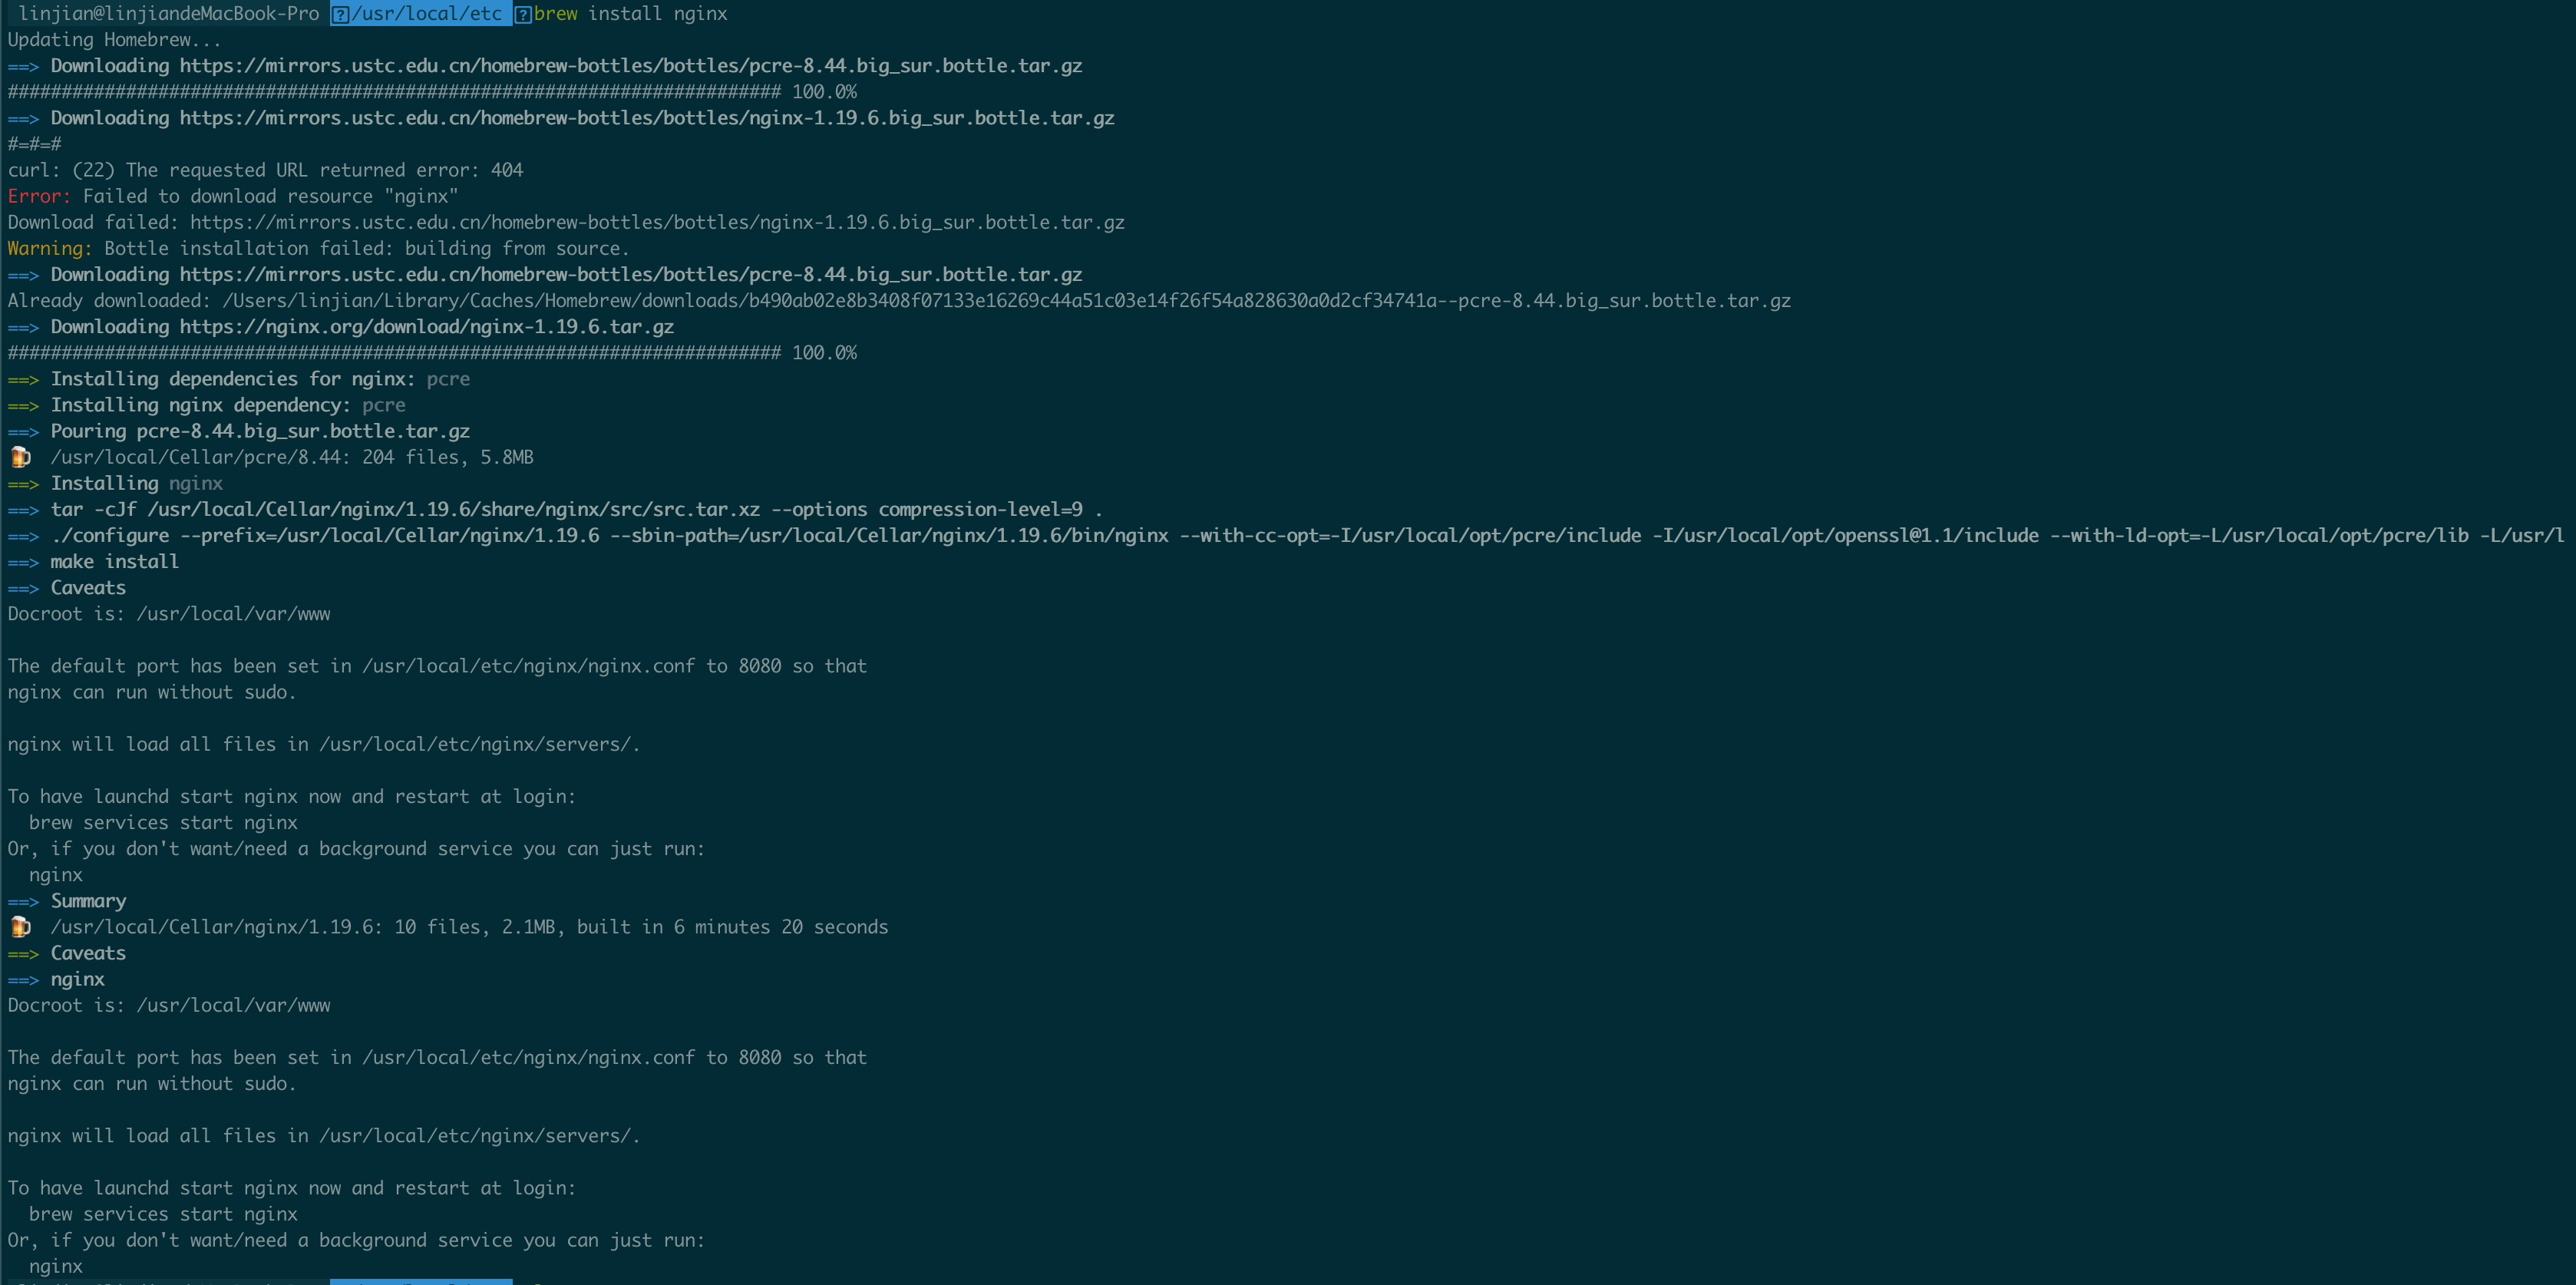 linjian@linjiandeMacBook-Pro /usr/local/etc brew install nginx
Updating Homebrew...
==> Downloading https://mirrors.ustc.edu.cn/homebrew-bottles/bottles/pcre-8.44.big_sur.bottle.tar.gz
######################################################################## 100.0%
==> Downloading https://mirrors.ustc.edu.cn/homebrew-bottles/bottles/nginx-1.19.6.big_sur.bottle.tar.gz
#=#=#
curl: (22) The requested URL returned error: 404
Error: Failed to download resource "nginx"
Download failed: https://mirrors.ustc.edu.cn/homebrew-bottles/bottles/nginx-1.19.6.big_sur.bottle.tar.gz
Warning: Bottle installation failed: building from source.
==> Downloading https://mirrors.ustc.edu.cn/homebrew-bottles/bottles/pcre-8.44.big_sur.bottle.tar.gz
Already downloaded: /Users/linjian/Library/Caches/Homebrew/downloads/b490ab02e8b3408f07133e16269c44a51c03e14f26f54a828630a0d2cf34741a--pcre-8.44.big_sur.bottle.tar.gz
==> Downloading https://nginx.org/download/nginx-1.19.6.tar.gz
######################################################################## 100.0%
==> Installing dependencies for nginx: pcre
==> Installing nginx dependency: pcre
==> Pouring pcre-8.44.big_sur.bottle.tar.gz
🍺 /usr/local/Cellar/pcre/8.44: 204 files, 5.8MB
==> Installing nginx
==> tar -cJf /usr/local/Cellar/nginx/1.19.6/share/nginx/src/src.tar.xz --options compression-level=9 .
==> ./configure --prefix=/usr/local/Cellar/nginx/1.19.6 --sbin-path=/usr/local/Cellar/nginx/1.19.6/bin/nginx --with-cc-opt=-I/usr/local/opt/pcre/include -I/usr/local/opt/openssl@1.1/include --with-ld-opt=-L/usr/local/opt/pcre/lib -L/usr/l
==> make install
==> Caveats
Docroot is: /usr/local/var/www
The default port has been set in /usr/local/etc/nginx/nginx.conf to 8080 so that
nginx can run without sudo.
nginx will load all files in /usr/local/etc/nginx/servers/.
To have launchd start nginx now and restart at login:
brew services start nginx
Or, if you don't want/need a background service you can just run:
nginx
==> Summary
🍺 /usr/local/Cellar/nginx/1.19.6: 10 files, 2.1MB, built in 6 minutes 20 seconds
==> Caveats
==> nginx
Docroot is: /usr/local/var/www
The default port has been set in /usr/local/etc/nginx/nginx.conf to 8080 so that
nginx can run without sudo.
nginx will load all files in /usr/local/etc/nginx/servers/.
To have launchd start nginx now and restart at login:
brew services start nginx
Or, if you don't want/need a background service you can just run:
nginx